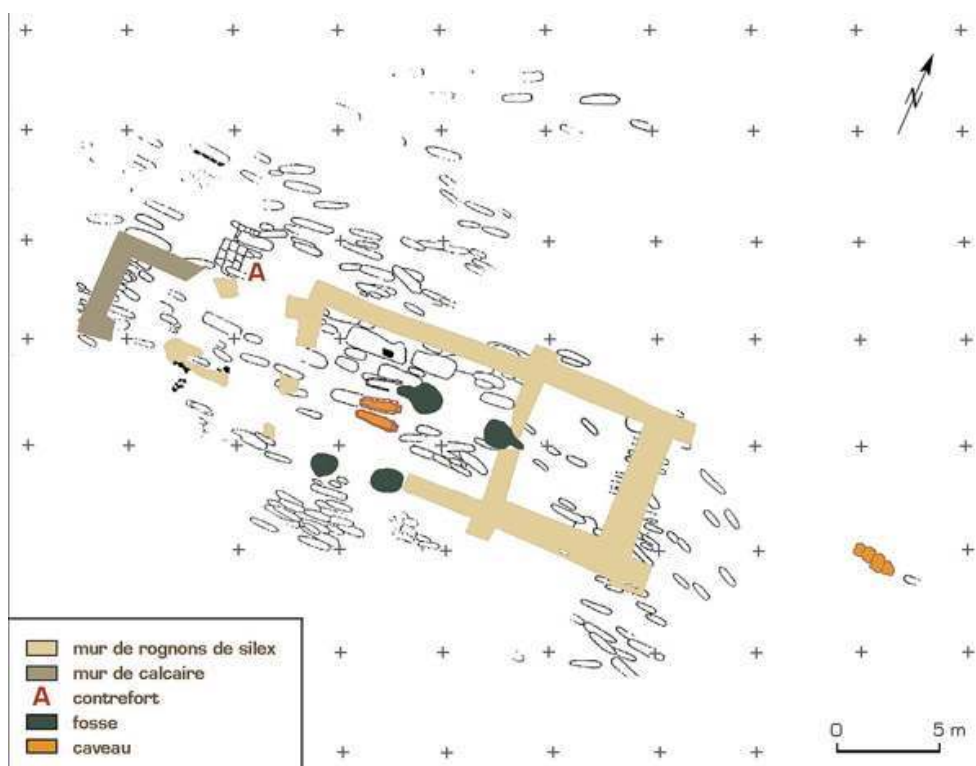 N
A
mur de rognons de silex
mur de calcaire
A contrefort
fosse
caveau
0 5 m